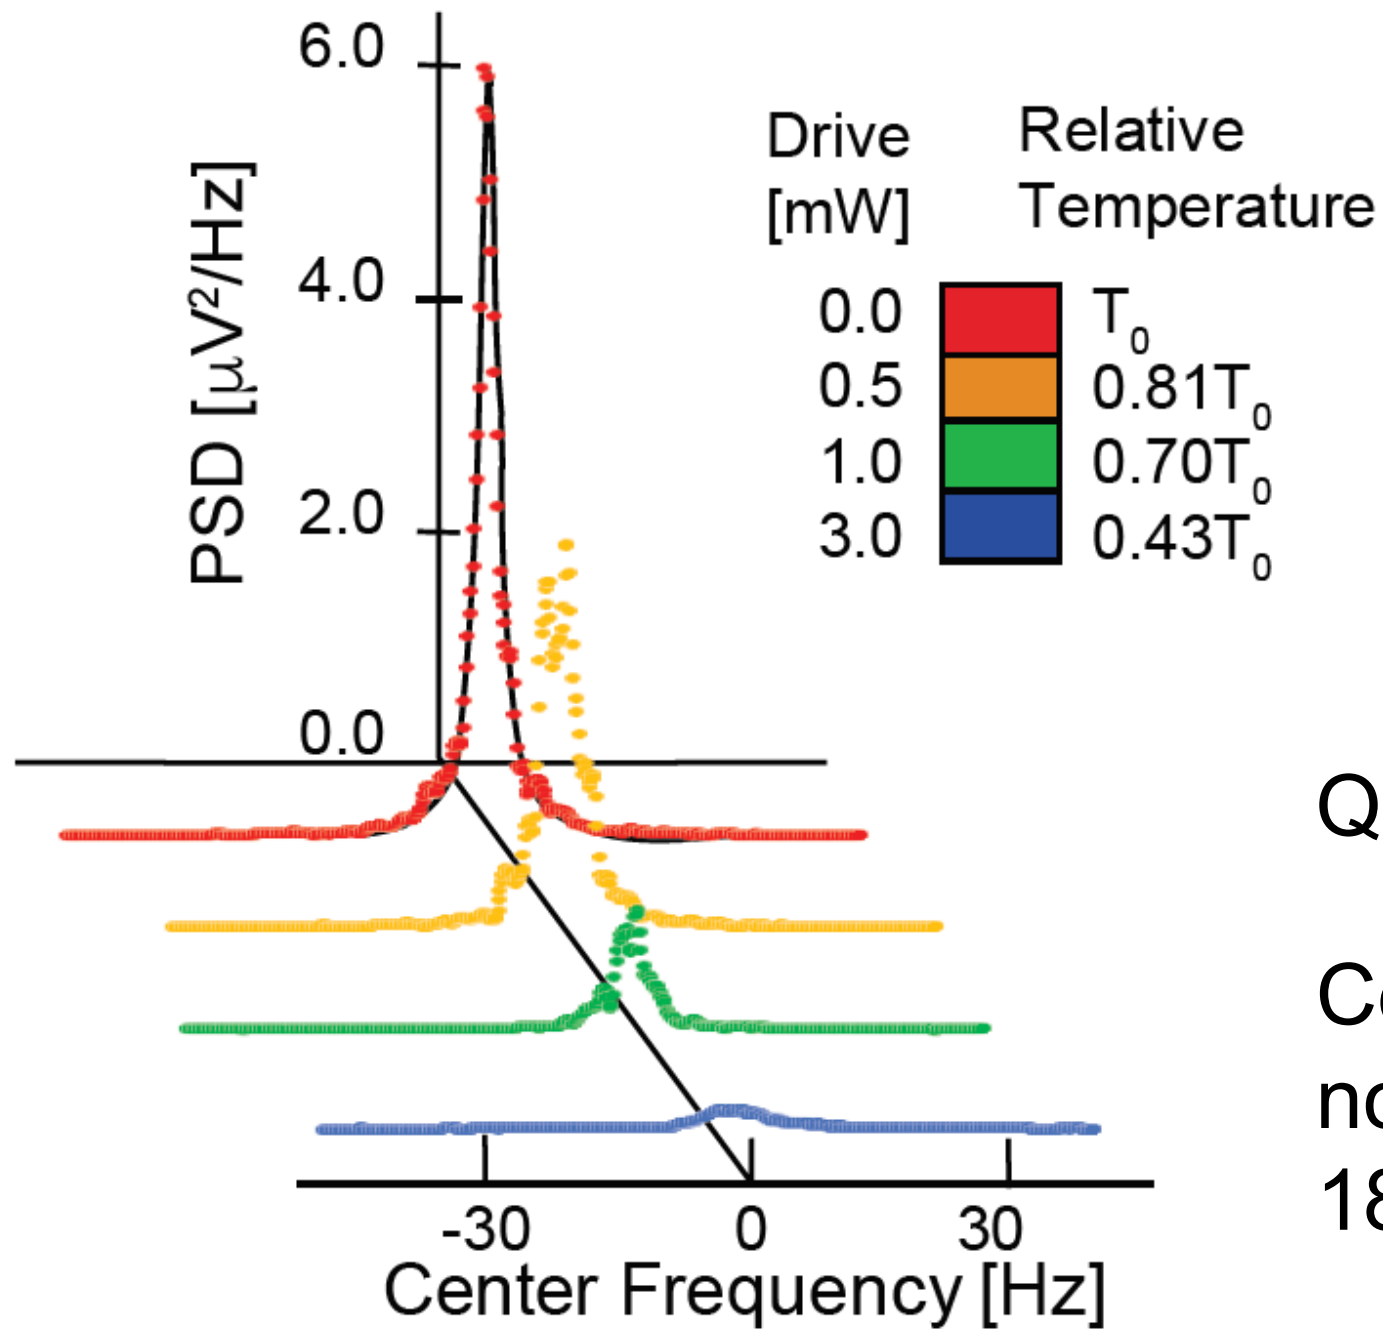 6.0
4.0
2.0
0.0
PSD [μV²/Hz]
Drive [mW]
Relative Temperature
0.0 T₀
0.5 0.81T₀
1.0 0.70T₀
3.0 0.43T₀
-30 0 30
Center Frequency [Hz]
Q
18